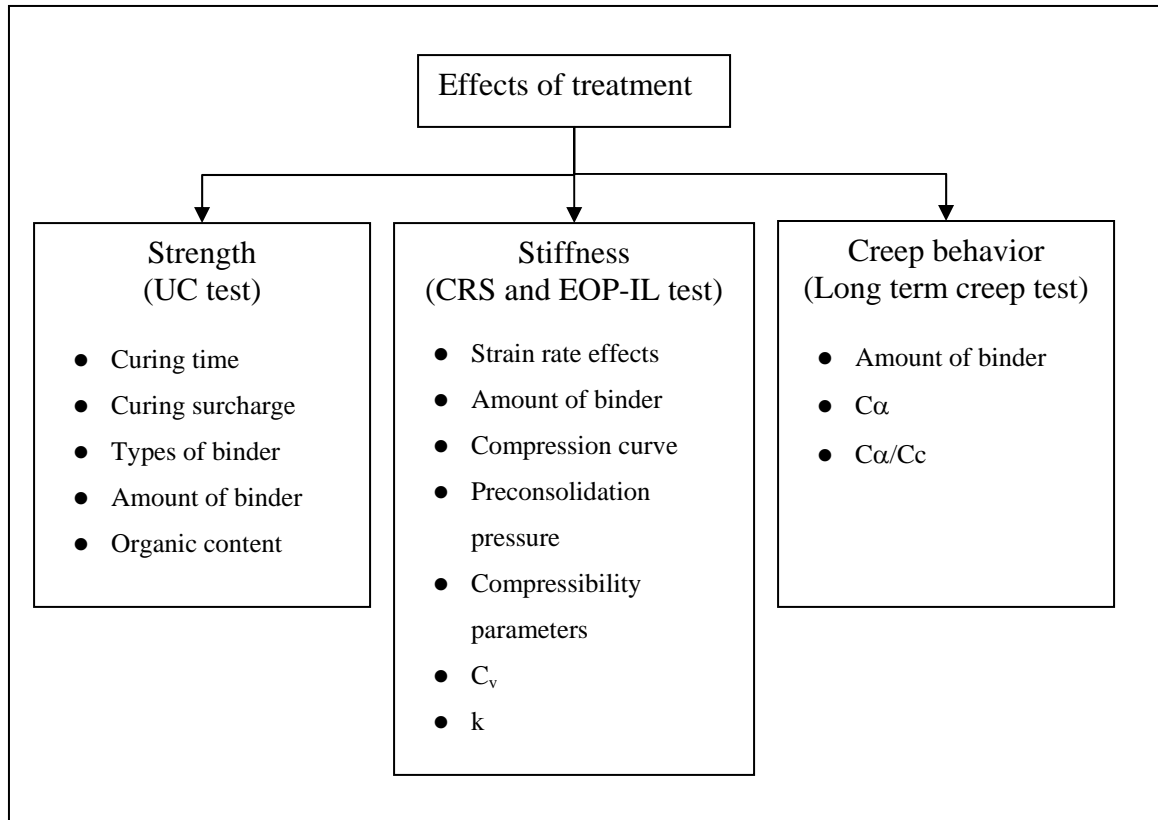 Effects of treatment
Strength
(UC test)
● Curing time
● Curing surcharge
● Types of binder
● Amount of binder
● Organic content
Stiffness
(CRS and EOP-IL test)
● Strain rate effects
● Amount of binder
● Compression curve
● Preconsolidation
pressure
● Compressibility
parameters
● Cv
● k
Creep behavior
(Long term creep test)
● Amount of binder
● Cα
● Cα/Cc